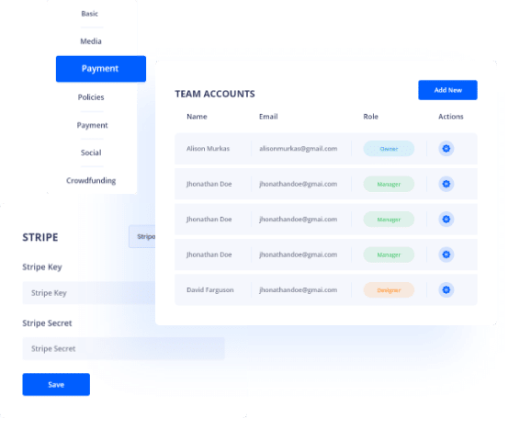 Basic
Media
Payment
Policies
Payment
Social
Crowdfunding
TEAM ACCOUNTS
Add New
Name Email Role Actions
Alison Murkas alisonmurkas@gmail.com Owner
Jhonathan Doe jhonathandoe@gmai.com Manager
Jhonathan Doe jhonathandoe@gmai.com Manager
Jhonathan Doe jhonathandoe@gmai.com Manager
David Farguson jhonathandoe@gmai.com Designer
STRIPE
Stripe
Stripe Key
Stripe Key
Stripe Secret
Stripe Secret
Save